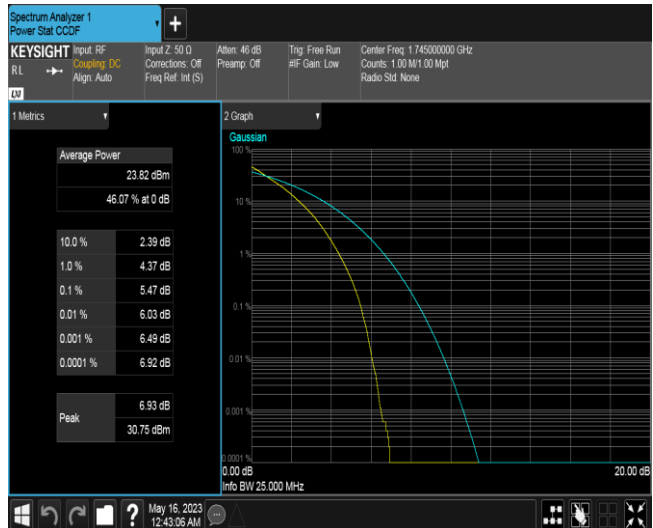 Spectrum Analyzer 1
Power Stat CCDF
+
KEYSIGHT
RL
LXI
Input: RF
Coupling: DC
Align: Auto
Input Z: 50 Ω
Corrections: Off
Freq Ref: Int (S)
Atten: 46 dB
Preamp: Off
Trig: Free Run
#IF Gain: Low
Center Freq: 1.745000000 GHz
Counts: 1.00 M/1.00 Mpt
Radio Std: None
1 Metrics
Average Power
23.82 dBm
46.07 % at 0 dB
10.0 % 2.39 dB
1.0 % 4.37 dB
0.1 % 5.47 dB
0.01 % 6.03 dB
0.001 % 6.49 dB
0.0001 % 6.92 dB
Peak
6.93 dB
30.75 dBm
2 Graph
Gaussian
100 %
10 %
1 %
0.1 %
0.01 %
0.001 %
0.0001 %
0.00 dB 20.00 dB
Info BW 25.000 MHz
?
May 16, 2023
12:43:06 AM